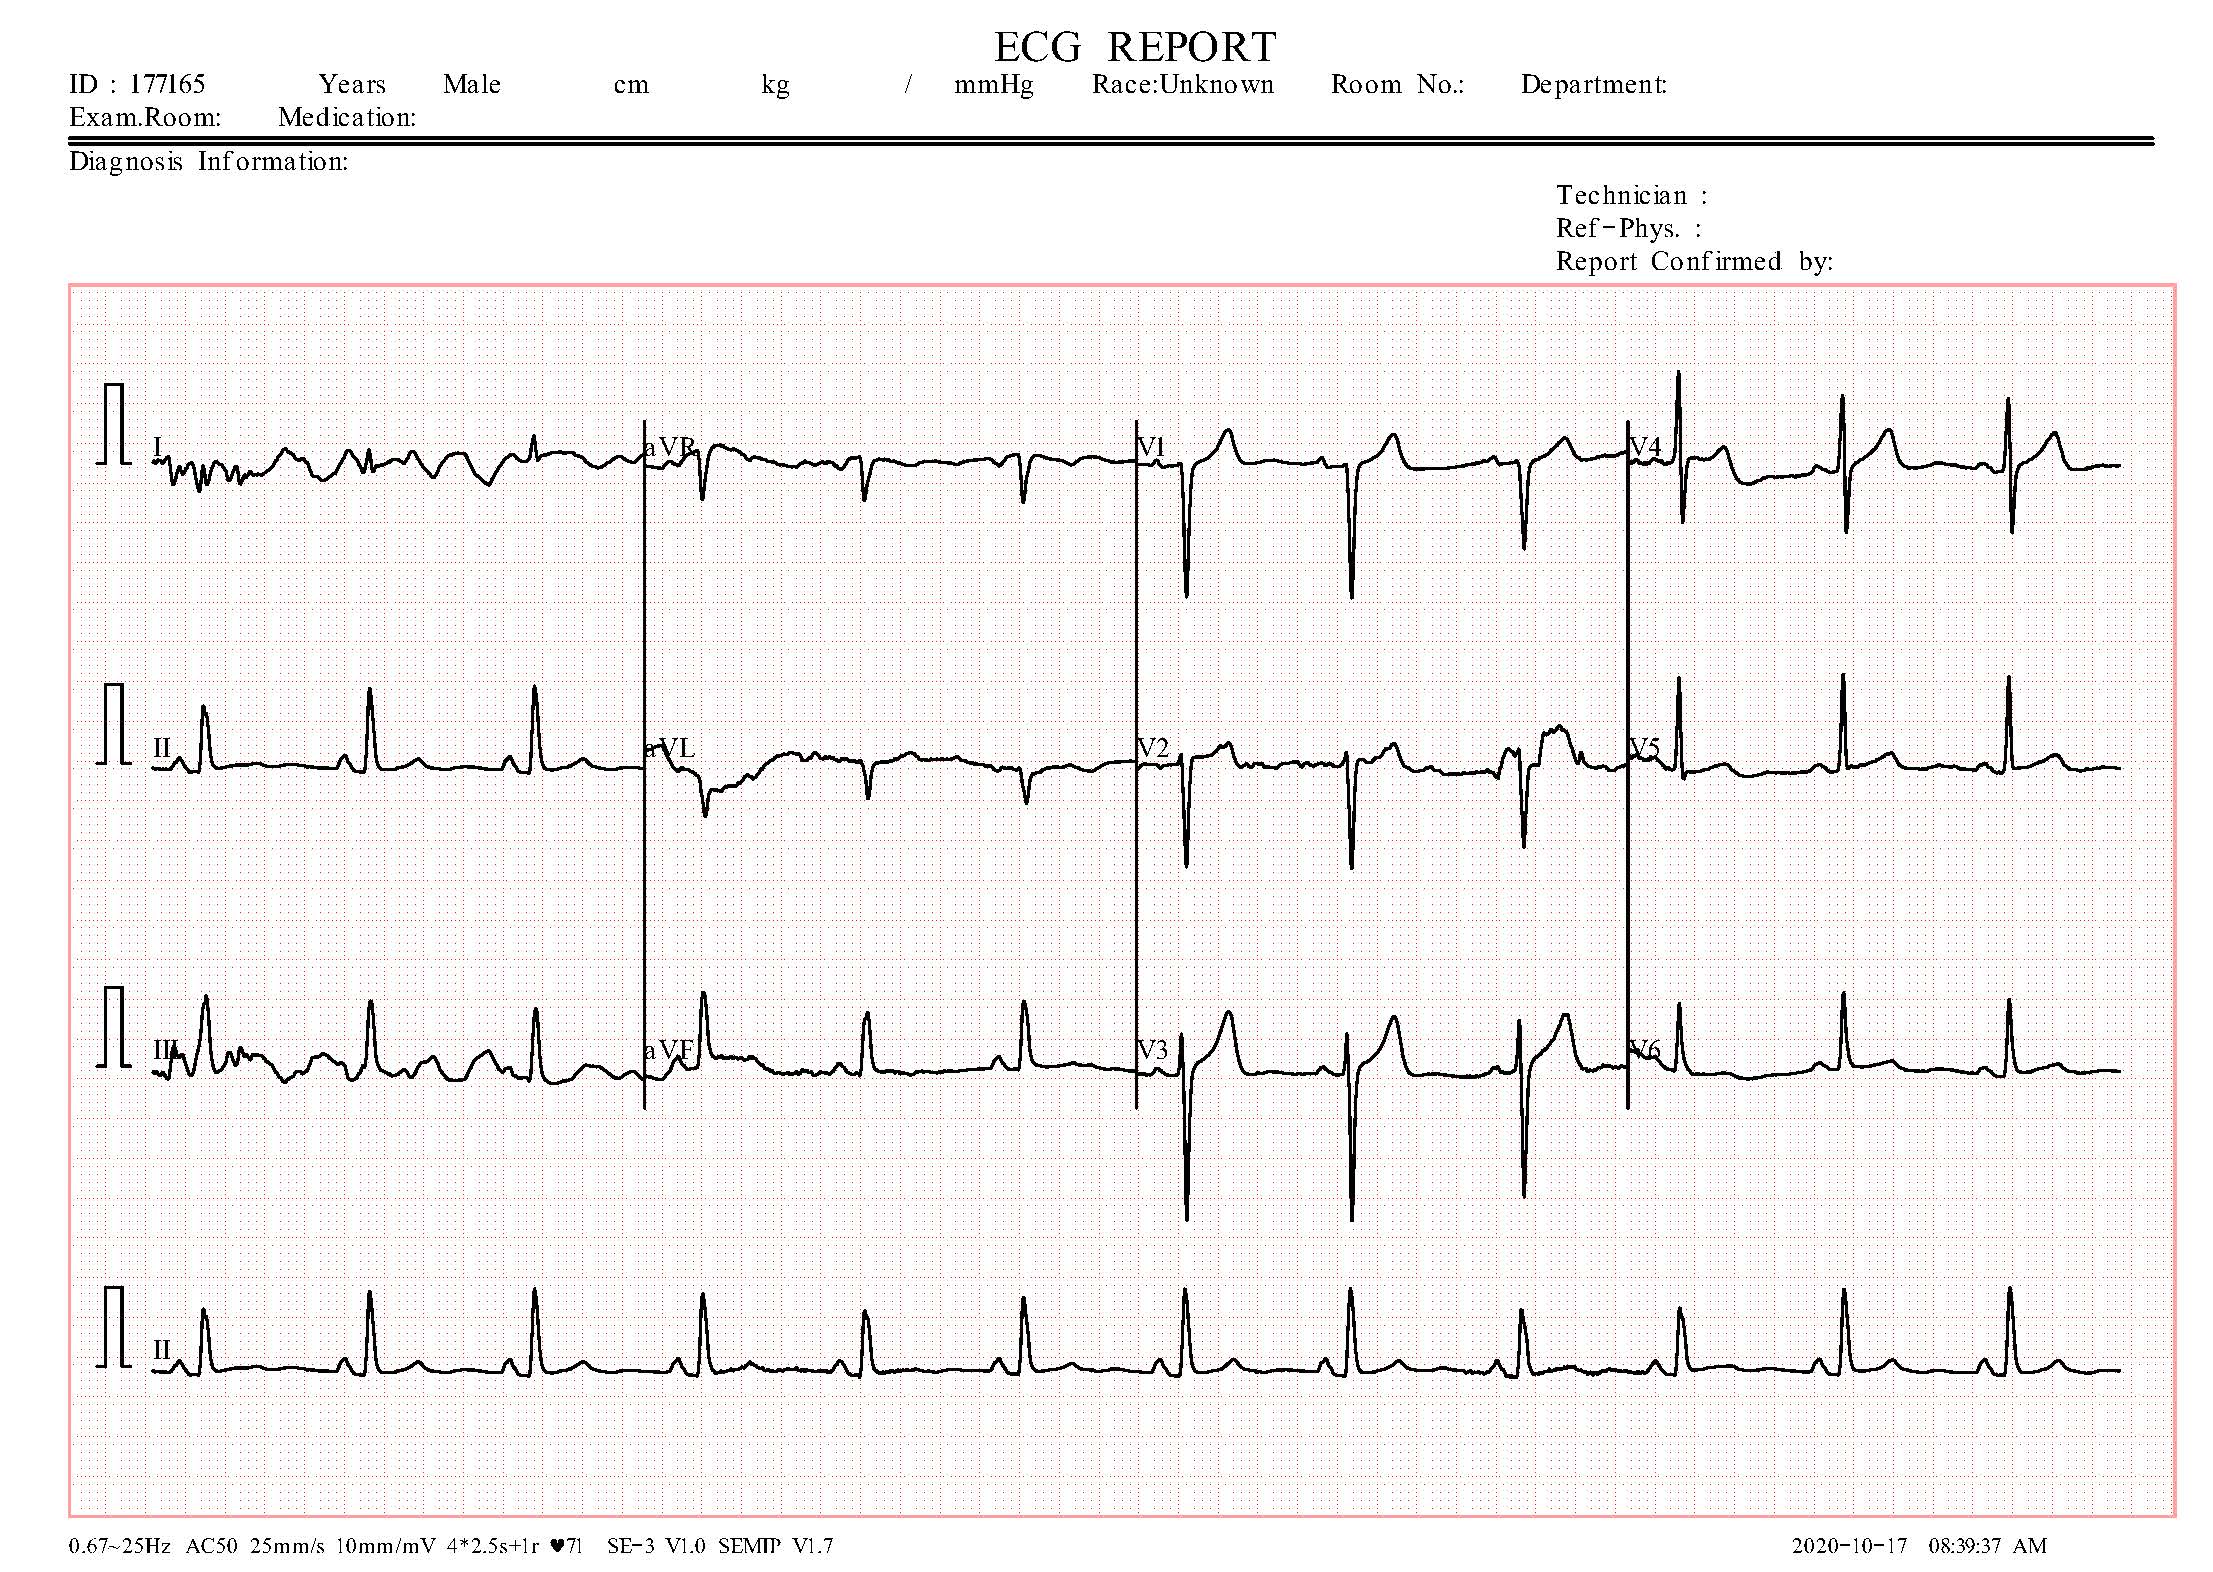 ECG REPORT
ID : 177165 Years Male cm kg / mmHg Race:Unknown Room No.: Department:
Exam.Room: Medication:
Diagnosis Information:
Technician :
Ref-Phys. :
Report Confirmed by:
I aVR V1 V4
II aVL V2 V5
III aVF V3 V6
II
0.67~25Hz AC50 25mm/s 10mm/mV 4*2.5s+1r ♥71 SE-3 V1.0 SEMIP V1.7 2020-10-17 08:39:37 AM